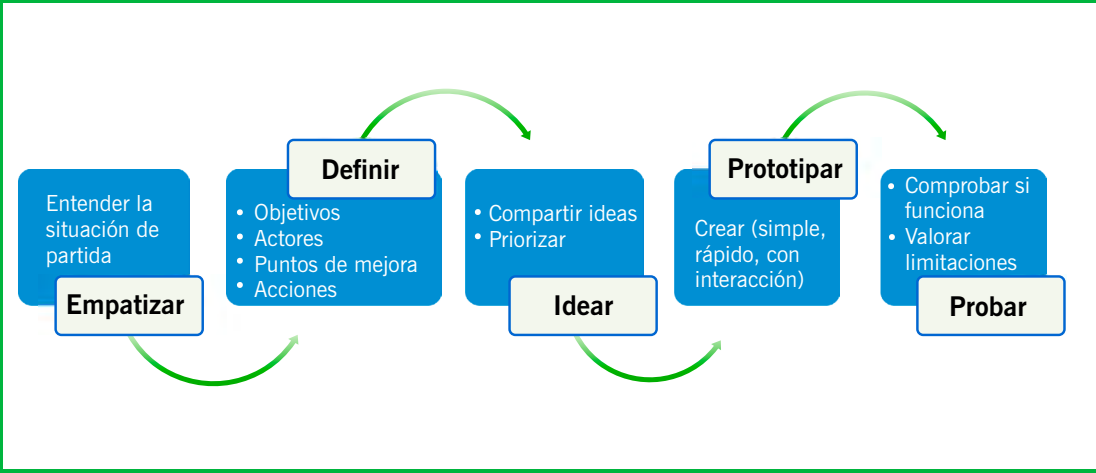 Entender la
situación de
partida
Empatizar
Definir
• Objetivos
• Actores
• Puntos de mejora
• Acciones
• Compartir ideas
• Priorizar
Idear
Prototipar
Crear (simple,
rápido, con
interacción)
• Comprobar si
funciona
• Valorar
limitaciones
Probar